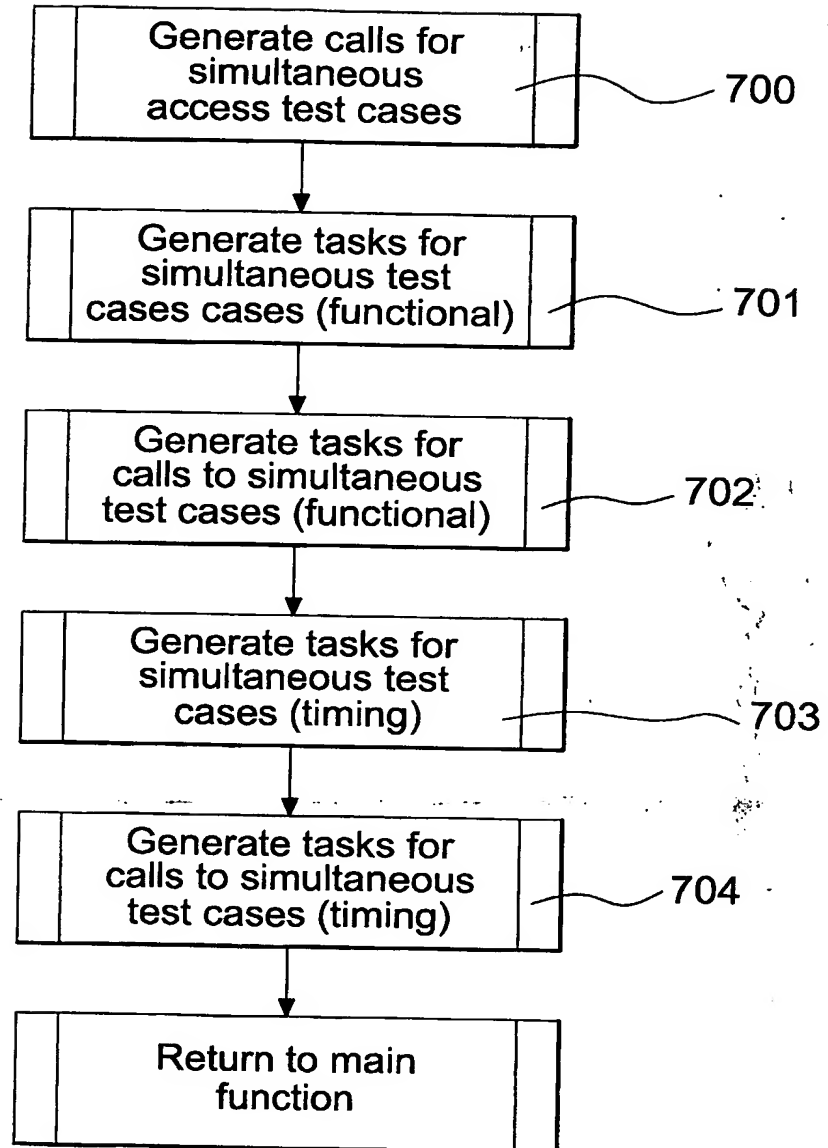 Generate calls for
simultaneous
access test cases
700
Generate tasks for
simultaneous test
cases cases (functional)
701
Generate tasks for
calls to simultaneous
test cases (functional)
702
Generate tasks for
simultaneous test
cases (timing)
703
Generate tasks for
calls to simultaneous
test cases (timing)
704
Return to main
function